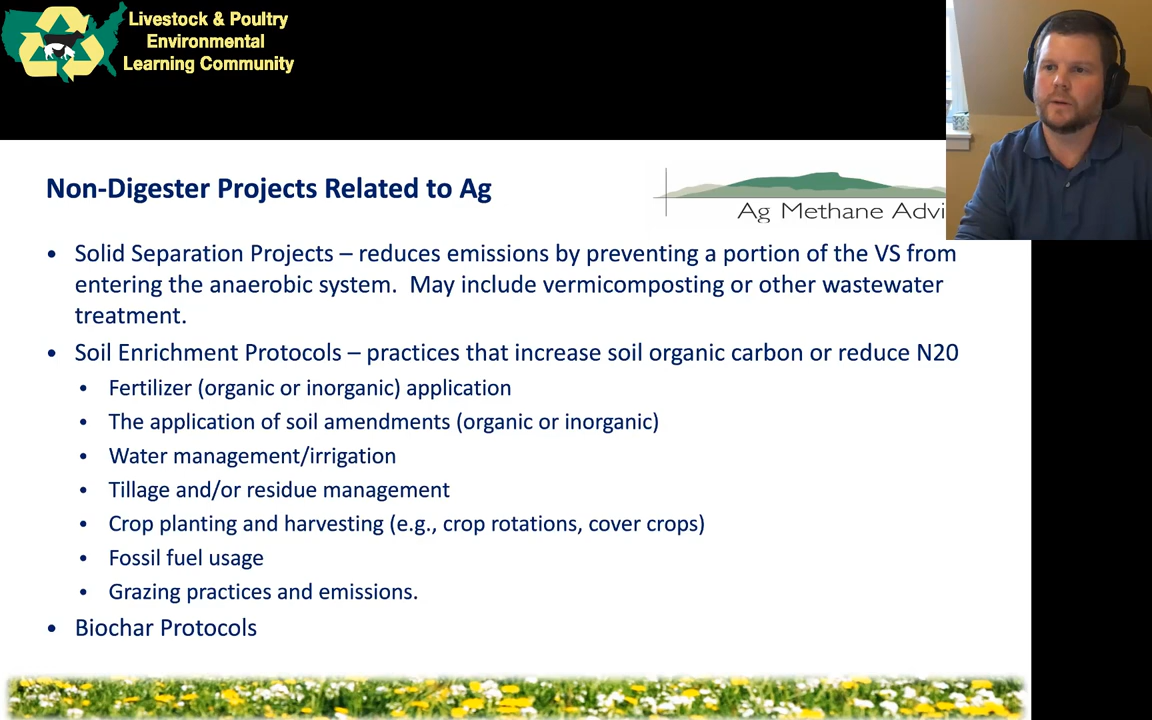 Livestock & Poultry
Environmental
Learning Community
Non-Digester Projects Related to Ag
Ag Methane Advi
• Solid Separation Projects – reduces emissions by preventing a portion of the VS from
entering the anaerobic system. May include vermicomposting or other wastewater
treatment.
• Soil Enrichment Protocols – practices that increase soil organic carbon or reduce N20
• Fertilizer (organic or inorganic) application
• The application of soil amendments (organic or inorganic)
• Water management/irrigation
• Tillage and/or residue management
• Crop planting and harvesting (e.g., crop rotations, cover crops)
• Fossil fuel usage
• Grazing practices and emissions.
• Biochar Protocols